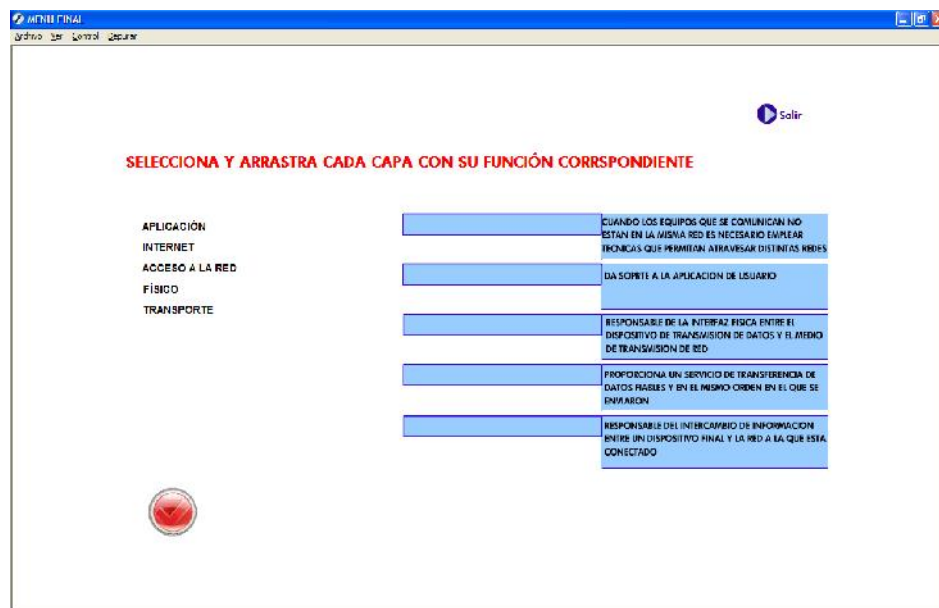 MENU FINAL
Archivo Ver Control Depurar
Salir
SELECCIONA Y ARRASTRA CADA CAPA CON SU FUNCIÓN CORRSPONDIENTE
APLICACIÓN
INTERNET
ACCESO A LA RED
FÍSICO
TRANSPORTE
CUANDO LOS EQUIPOS QUE SE COMUNICAN NO
ESTAN EN LA MISMA RED ES NECESARIO EMPLEAR
TECNICAS QUE PERMITAN ATRAVESAR DISTINTAS REDES
DA SOPRTE A LA APLICACION DE USUARIO
RESPONSABLE DE LA INTERFAZ FISICA ENTRE EL
DISPOSITIVO DE TRANSMISION DE DATOS Y EL MEDIO
DE TRANSMISION DE RED
PROPORCIONA UN SERVICIO DE TRANSFERENCIA DE
DATOS FIABLES Y EN EL MISMO ORDEN EN EL QUE SE
ENVIARON
RESPONSABLE DEL INTERCAMBIO DE INFORMACION
ENTRE UN DISPOSITIVO FINAL Y LA RED A LA QUE ESTA
CONECTADO